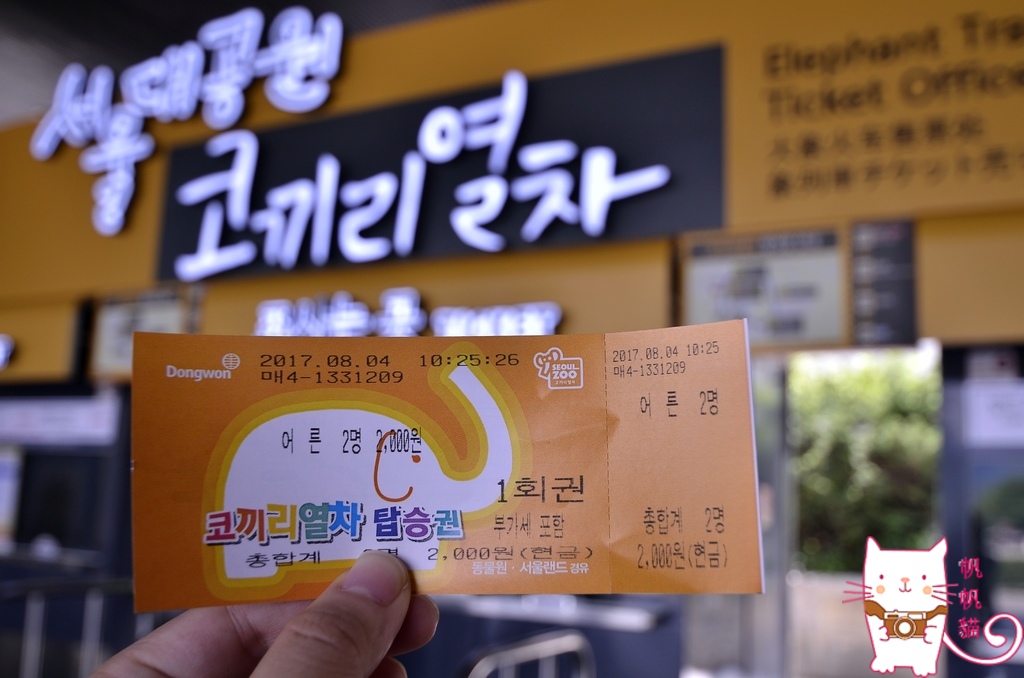 서울대공원
코끼리열차
Elephant Tra
Ticket Office
Dongwon
2017.08.04 10:25:26
매4-1331209
SEOUL ZOO
어 른 2명 2,000원
1회권
부가세 포함
코끼리열차 탑승권
총합계 2명 2,000원(현금)
동물원·서울랜드 경유
2017.08.04 10:25
매4-1331209
어 른 2명
총합계 2명
2,000원(현금)
帆帆貓